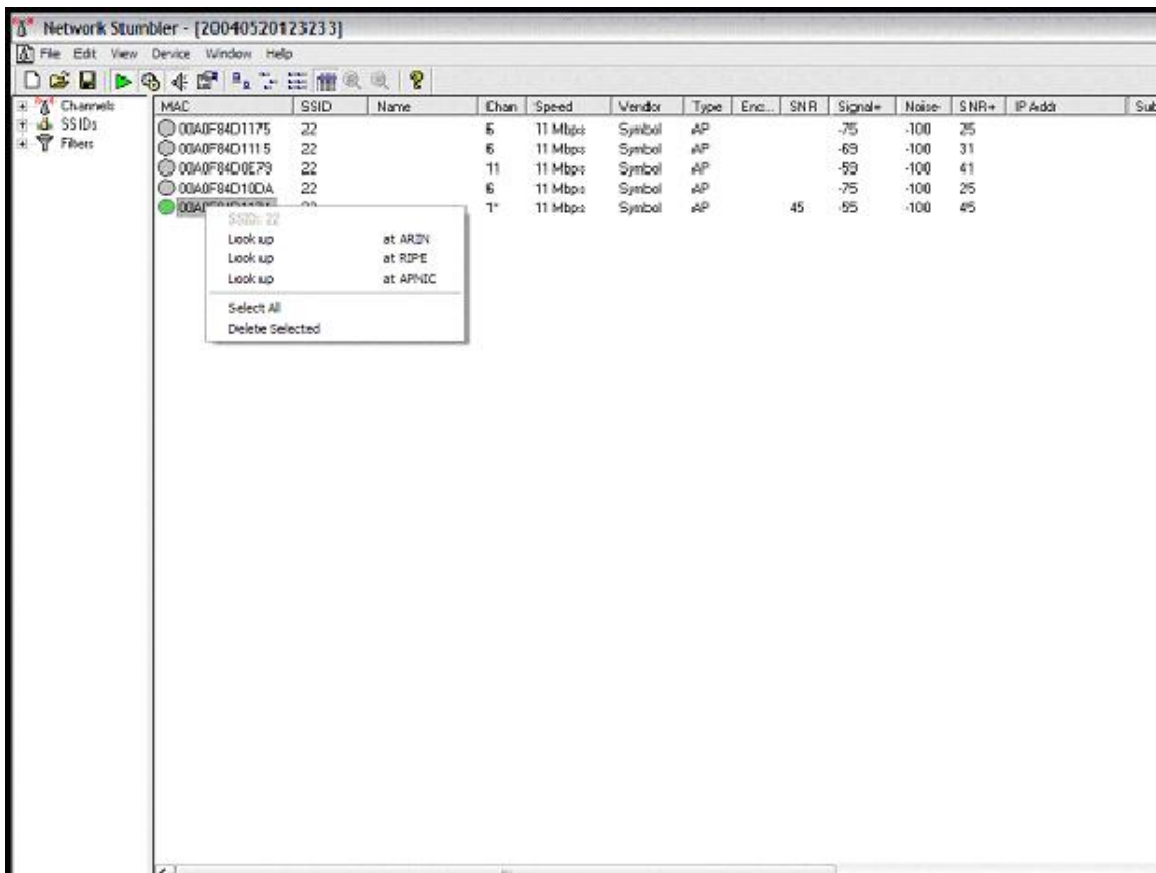 Network Stumbler - [20040520123233]
File Edit View Device Window Help
Channels
SSIDs
Filters
MAC SSID Name Chan Speed Vendor Type Enc... SNR Signal+ Noise- SNR+ IP Addr Sub
00A0F84D1175 22 6 11 Mbps Symbol AP -75 -100 25
00A0F84D1115 22 6 11 Mbps Symbol AP -69 -100 31
00A0F84D0E79 22 11 11 Mbps Symbol AP -59 -100 41
00A0F84D10DA 22 6 11 Mbps Symbol AP -75 -100 25
11 Mbps Symbol AP 45 -55 -100 45
SSID: 22
Look up at ARIN
Look up at RIPE
Look up at APNIC
Select All
Delete Selected